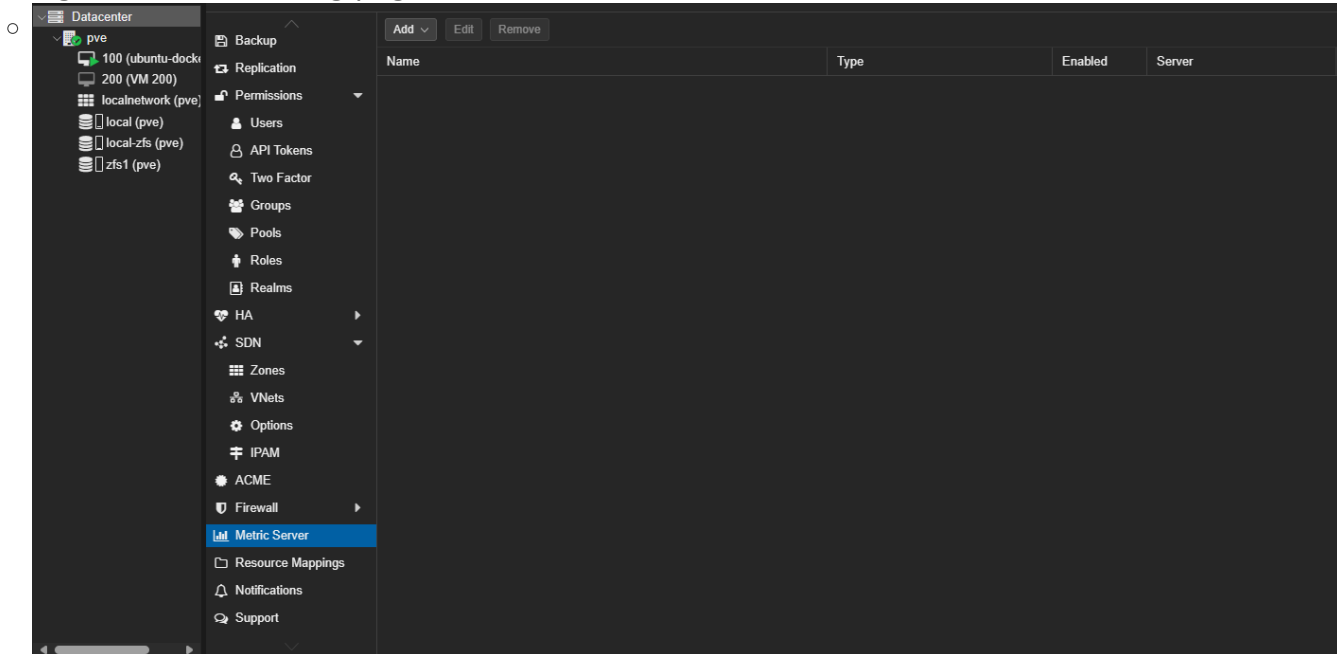 Datacenter
pve
100 (ubuntu-docke
200 (VM 200)
localnetwork (pve)
local (pve)
local-zfs (pve)
zfs1 (pve)
Backup
Replication
Permissions
Users
API Tokens
Two Factor
Groups
Pools
Roles
Realms
HA
SDN
Zones
VNets
Options
IPAM
ACME
Firewall
Metric Server
Resource Mappings
Notifications
Support
Add Edit Remove
Name Type Enabled Server